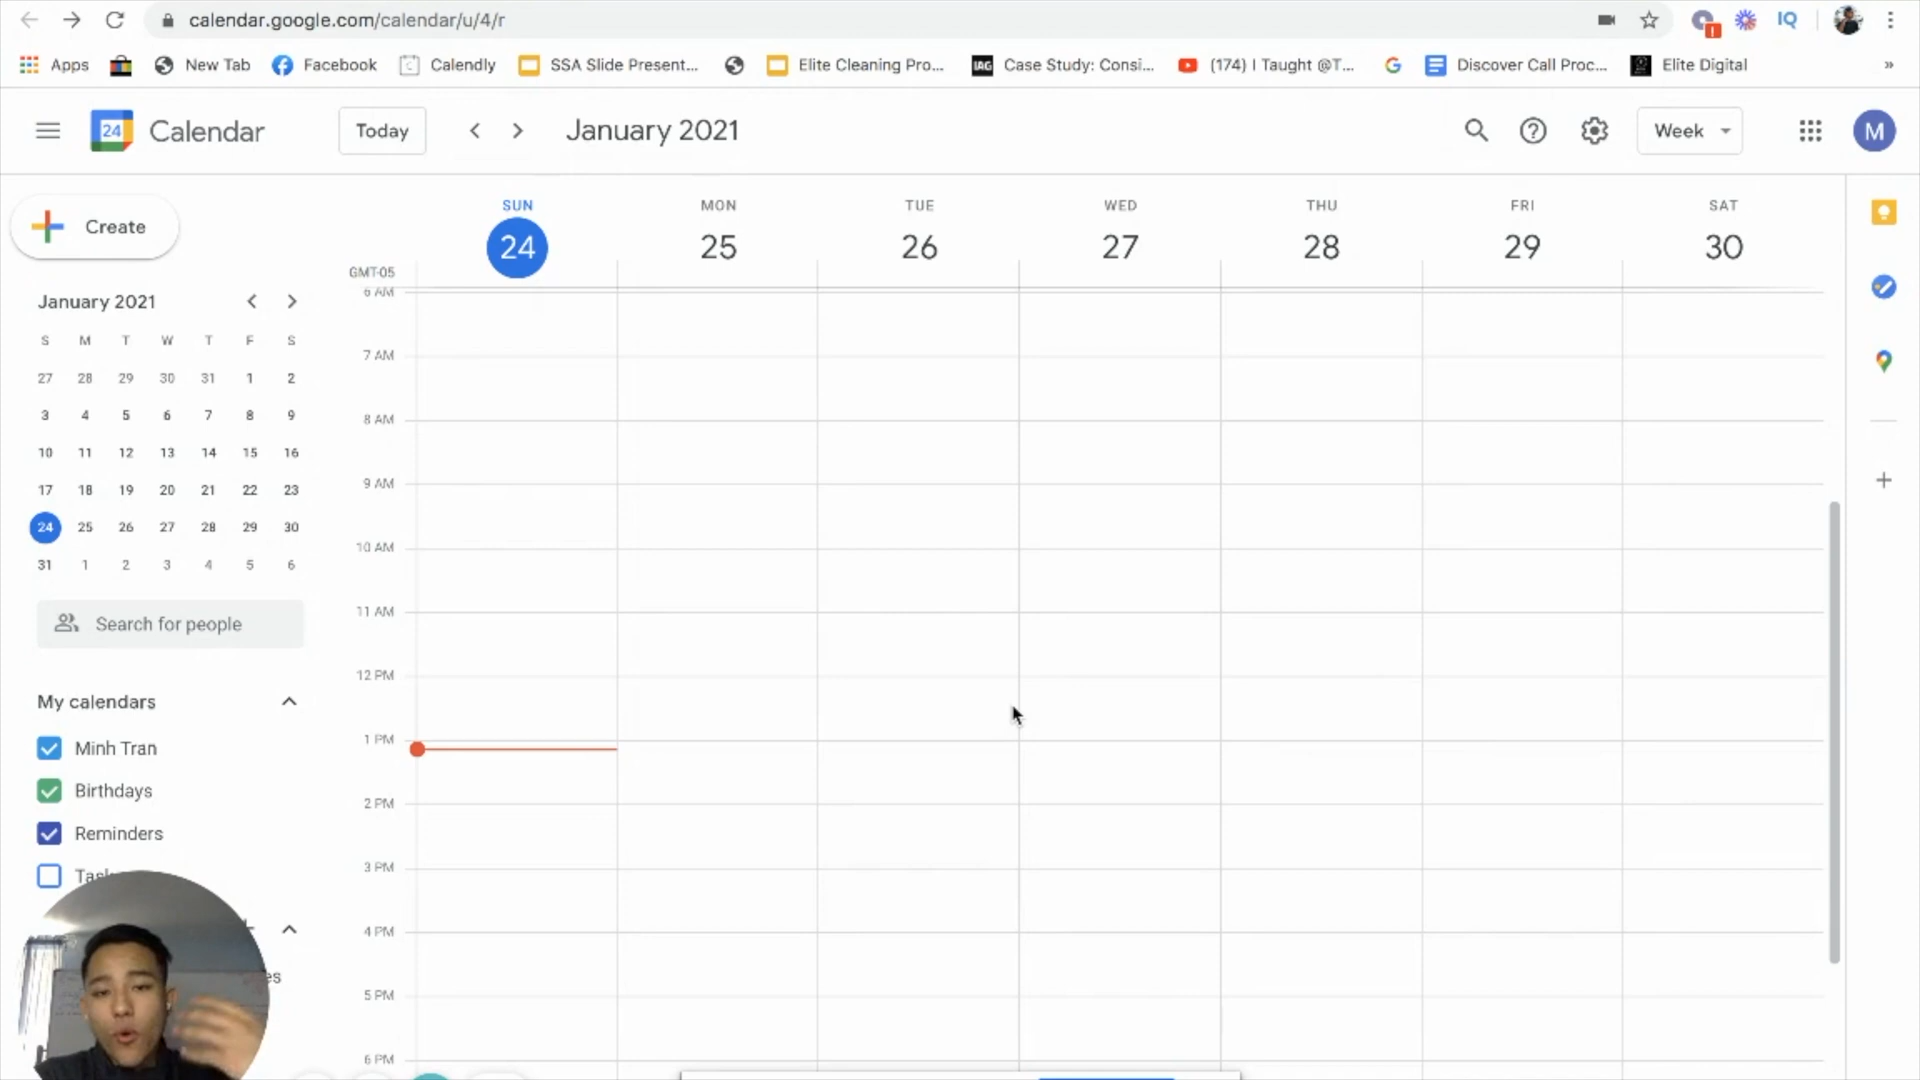 calendar.google.com/calendar/u/4/r
IQ
Apps New Tab Facebook Calendly SSA Slide Present... Elite Cleaning Pro... IAG Case Study: Consi... (174) I Taught @T... Discover Call Proc... Elite Digital »
24 Calendar Today January 2021 Week M
Create
SUN MON TUE WED THU FRI SAT
24 25 26 27 28 29 30
GMT-05
January 2021
S M T W T F S
27 28 29 30 31 1 2
3 4 5 6 7 8 9
10 11 12 13 14 15 16
17 18 19 20 21 22 23
24 25 26 27 28 29 30
31 1 2 3 4 5 6
Search for people
My calendars
Minh Tran
Birthdays
Reminders
6 AM
7 AM
8 AM
9 AM
10 AM
11 AM
12 PM
1 PM
2 PM
3 PM
4 PM
5 PM
6 PM